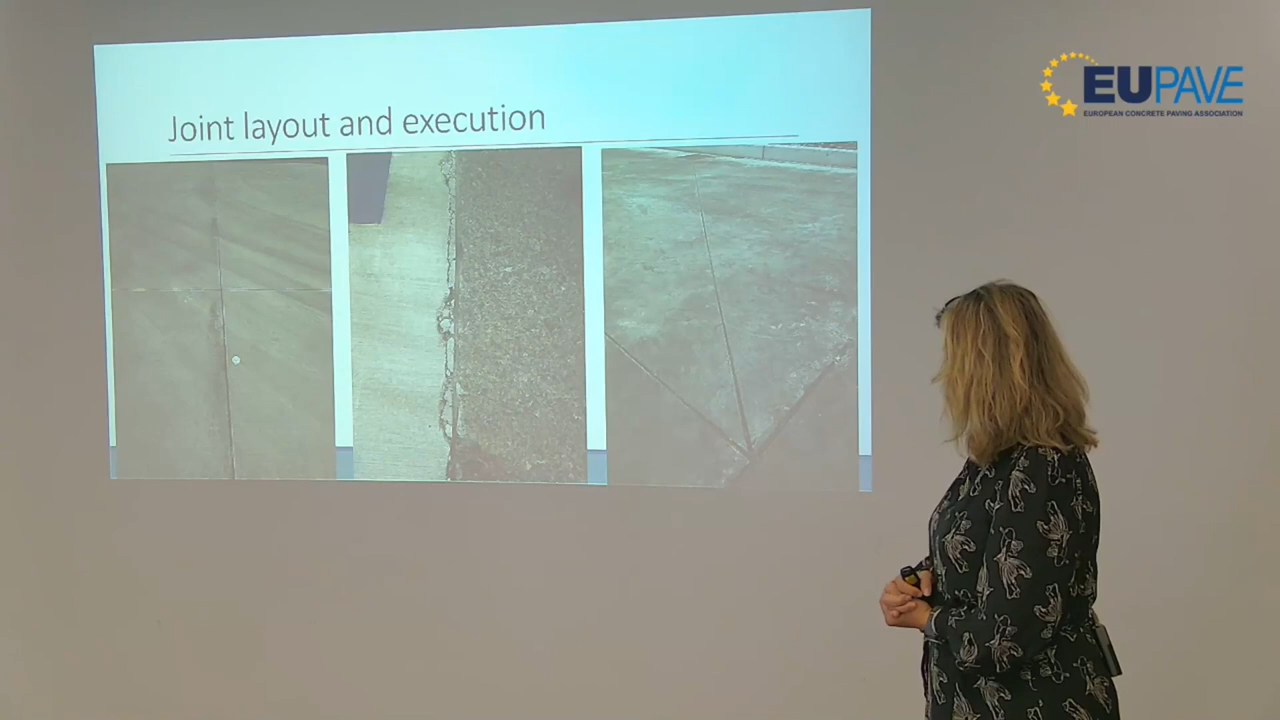 Joint layout and execution
EUPAVE
EUROPEAN CONCRETE PAVING ASSOCIATION